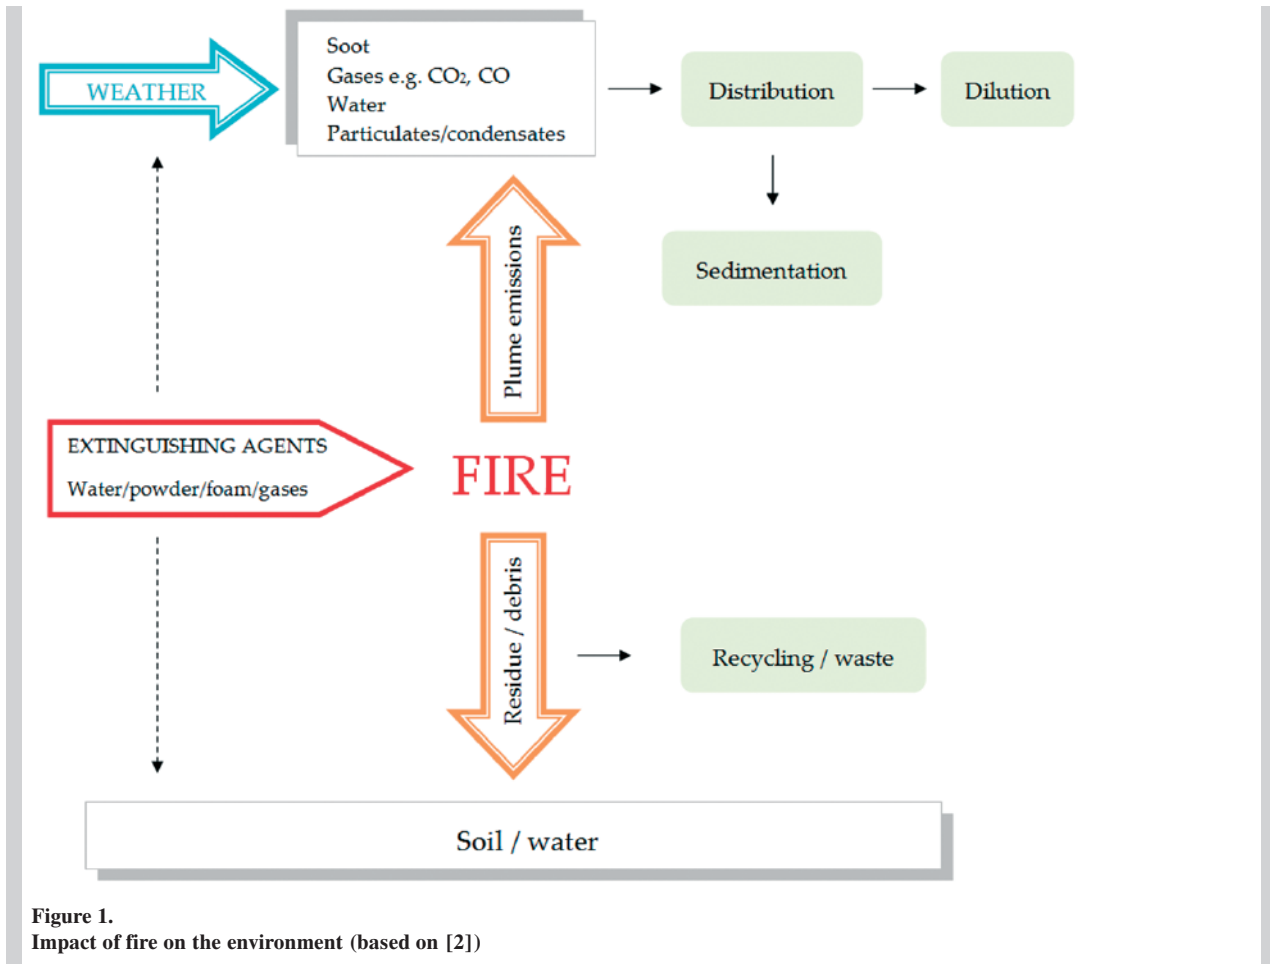 WEATHER
Soot
Gases e.g. CO₂, CO
Water
Particulates/condensates
Distribution
Dilution
Sedimentation
Plume emissions
EXTINGUISHING AGENTS
Water/powder/foam/gases
FIRE
Residue / debris
Recycling / waste
Soil / water
Figure 1.
Impact of fire on the environment (based on [2])